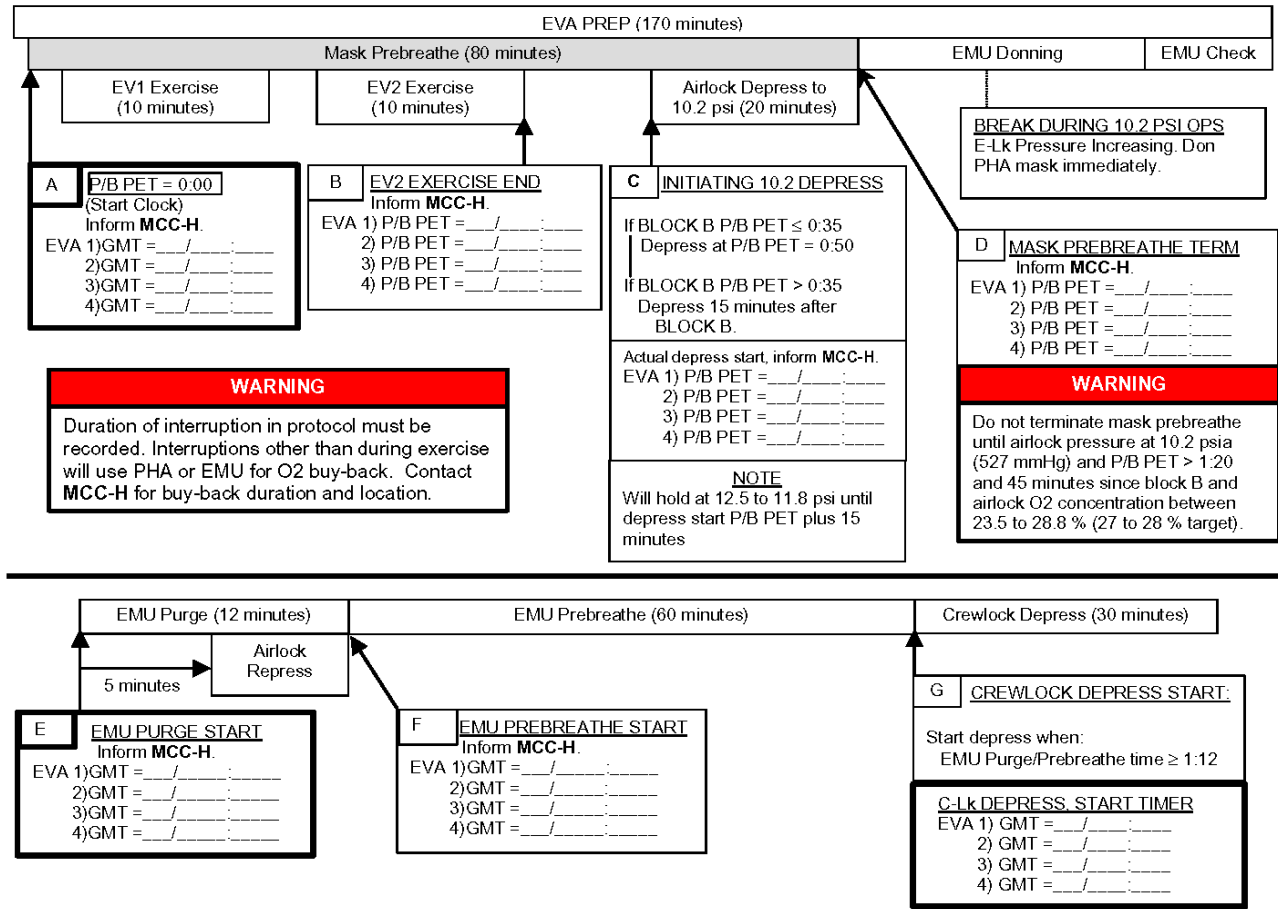 EVA PREP (170 minutes)
Mask Prebreathe (80 minutes)
EMU Donning
EMU Check
EV1 Exercise
(10 minutes)
EV2 Exercise
(10 minutes)
Airlock Depress to
10.2 psi (20 minutes)
BREAK DURING 10.2 PSI OPS
E-Lk Pressure Increasing. Don
PHA mask immediately.
A
P/B PET = 0:00
(Start Clock)
Inform MCC-H.
EVA 1)GMT =___/____:____
2)GMT =___/____:____
3)GMT =___/____:____
4)GMT =___/____:____
B
EV2 EXERCISE END
Inform MCC-H.
EVA 1) P/B PET =___/____:____
2) P/B PET =___/____:____
3) P/B PET =___/____:____
4) P/B PET =___/____:____
C
INITIATING 10.2 DEPRESS
If BLOCK B P/B PET ≤ 0:35
Depress at P/B PET = 0:50
If BLOCK B P/B PET > 0:35
Depress 15 minutes after
BLOCK B.
Actual depress start, inform MCC-H.
EVA 1) P/B PET =___/____:____
2) P/B PET =___/____:____
3) P/B PET =___/____:____
4) P/B PET =___/____:____
NOTE
Will hold at 12.5 to 11.8 psi until
depress start P/B PET plus 15
minutes
D
MASK PREBREATHE TERM
Inform MCC-H.
EVA 1) P/B PET =___/____:____
2) P/B PET =___/____:____
3) P/B PET =___/____:____
4) P/B PET =___/____:____
WARNING
Do not terminate mask prebreathe
until airlock pressure at 10.2 psia
(527 mmHg) and P/B PET > 1:20
and 45 minutes since block B and
airlock O2 concentration between
23.5 to 28.8 % (27 to 28 % target).
WARNING
Duration of interruption in protocol must be
recorded. Interruptions other than during exercise
will use PHA or EMU for O2 buy-back. Contact
MCC-H for buy-back duration and location.
EMU Purge (12 minutes)
EMU Prebreathe (60 minutes)
Crewlock Depress (30 minutes)
Airlock
Repress
5 minutes
E
EMU PURGE START
Inform MCC-H.
EVA 1)GMT =___/_____:_____
2)GMT =___/_____:_____
3)GMT =___/_____:_____
4)GMT =___/_____:_____
F
EMU PREBREATHE START
Inform MCC-H.
EVA 1)GMT =___/_____:_____
2)GMT =___/_____:_____
3)GMT =___/_____:_____
4)GMT =___/_____:_____
G
CREWLOCK DEPRESS START:
Start depress when:
EMU Purge/Prebreathe time ≥ 1:12
C-Lk DEPRESS, START TIMER
EVA 1) GMT =___/____:____
2) GMT =___/____:____
3) GMT =___/____:____
4) GMT =___/____:____